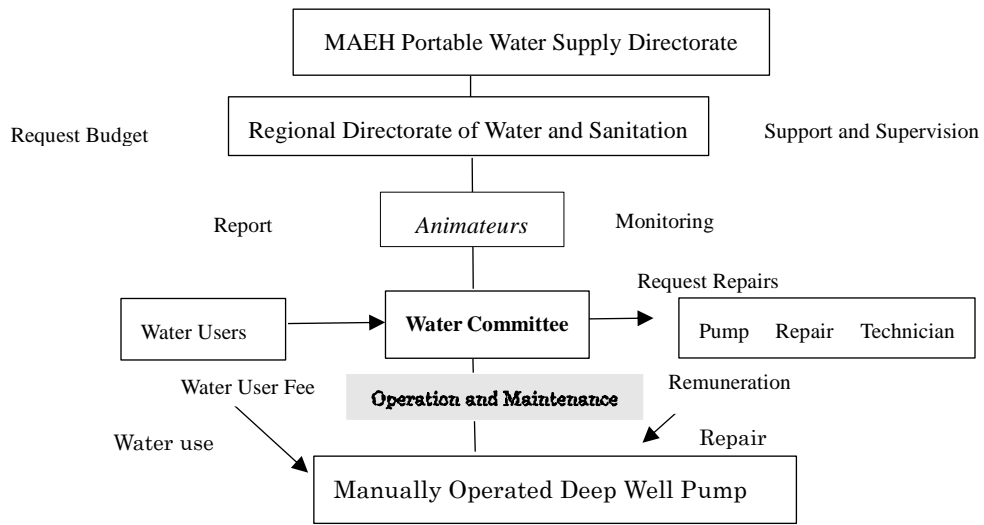 MAEH Portable Water Supply Directorate
Request Budget
Regional Directorate of Water and Sanitation
Support and Supervision
Report
Animateurs
Monitoring
Request Repairs
Water Users
Water Committee
Pump Repair Technician
Water User Fee
Operation and Maintenance
Remuneration
Water use
Repair
Manually Operated Deep Well Pump